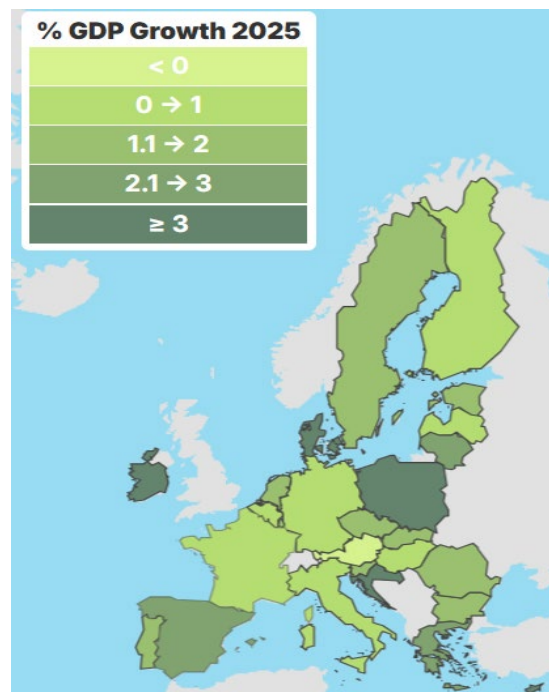 % GDP Growth 2025
< 0
0 → 1
1.1 → 2
2.1 → 3
≥ 3